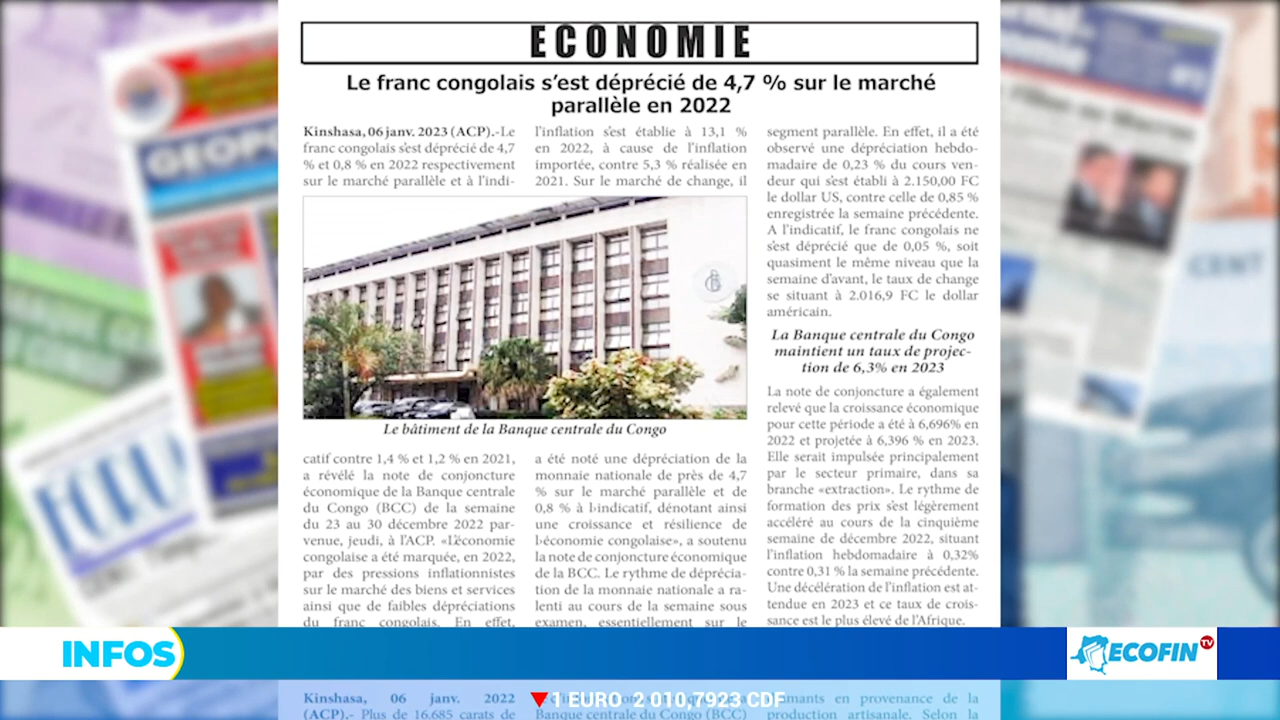 ECONOMIE
Le franc congolais s'est déprécié de 4,7 % sur le marché
parallèle en 2022
Kinshasa, 06 janv. 2023 (ACP).-Le
franc congolais s'est déprécié de 4,7
% et 0,8 % en 2022 respectivement
sur le marché parallèle et à l'indi-
l'inflation s'est établie à 13,1 %
en 2022, à cause de l'inflation
importée, contre 5,3 % réalisée en
2021. Sur le marché de change, il
Le bâtiment de la Banque centrale du Congo
catif contre 1,4 % et 1,2 % en 2021,
a révélé la note de conjoncture
économique de la Banque centrale
du Congo (BCC) de la semaine
du 23 au 30 décembre 2022 par-
venue, jeudi, à l'ACP. «L'économie
congolaise a été marquée, en 2022,
par des pressions inflationnistes
sur le marché des biens et services
ainsi que de faibles dépréciations
du franc congolais. En effet,
a été noté une dépréciation de la
monnaie nationale de près de 4,7
% sur le marché parallèle et de
0,8 % à l›indicatif, dénotant ainsi
une croissance et résilience de
l›économie congolaise», a soutenu
la note de conjoncture économique
de la BCC. Le rythme de déprécia-
tion de la monnaie nationale a ra-
lenti au cours de la semaine sous
examen, essentiellement sur le
segment parallèle. En effet, il a été
observé une dépréciation hebdo-
madaire de 0,23 % du cours ven-
deur qui s'est établi à 2.150,00 FC
le dollar US, contre celle de 0,85 %
enregistrée la semaine précédente.
A l'indicatif, le franc congolais ne
s'est déprécié que de 0,05 %, soit
quasiment le même niveau que la
semaine d'avant, le taux de change
se situant à 2.016,9 FC le dollar
américain.
La Banque centrale du Congo
maintient un taux de projec-
tion de 6,3% en 2023
La note de conjoncture a également
relevé que la croissance économique
pour cette période a été à 6,696% en
2022 et projetée à 6,396 % en 2023.
Elle serait impulsée principalement
par le secteur primaire, dans sa
branche «extraction». Le rythme de
formation des prix s'est légèrement
accéléré au cours de la cinquième
semaine de décembre 2022, situant
l'inflation hebdomadaire à 0,32%
contre 0,31 % la semaine précédente.
Une décélération de l'inflation est at-
tendue en 2023 et ce taux de crois-
sance est le plus élevé de l'Afrique.
INFOS
ECOFIN TV
Kinshasa, 06 janv. 2022
(ACP).- Plus de 16.685 carats de
Banque centrale du Congo (BCC)
amants en provenance de la
production artisanale. Selon la
1 EURO 2 010,7923 CDF
GEOPO
CENT